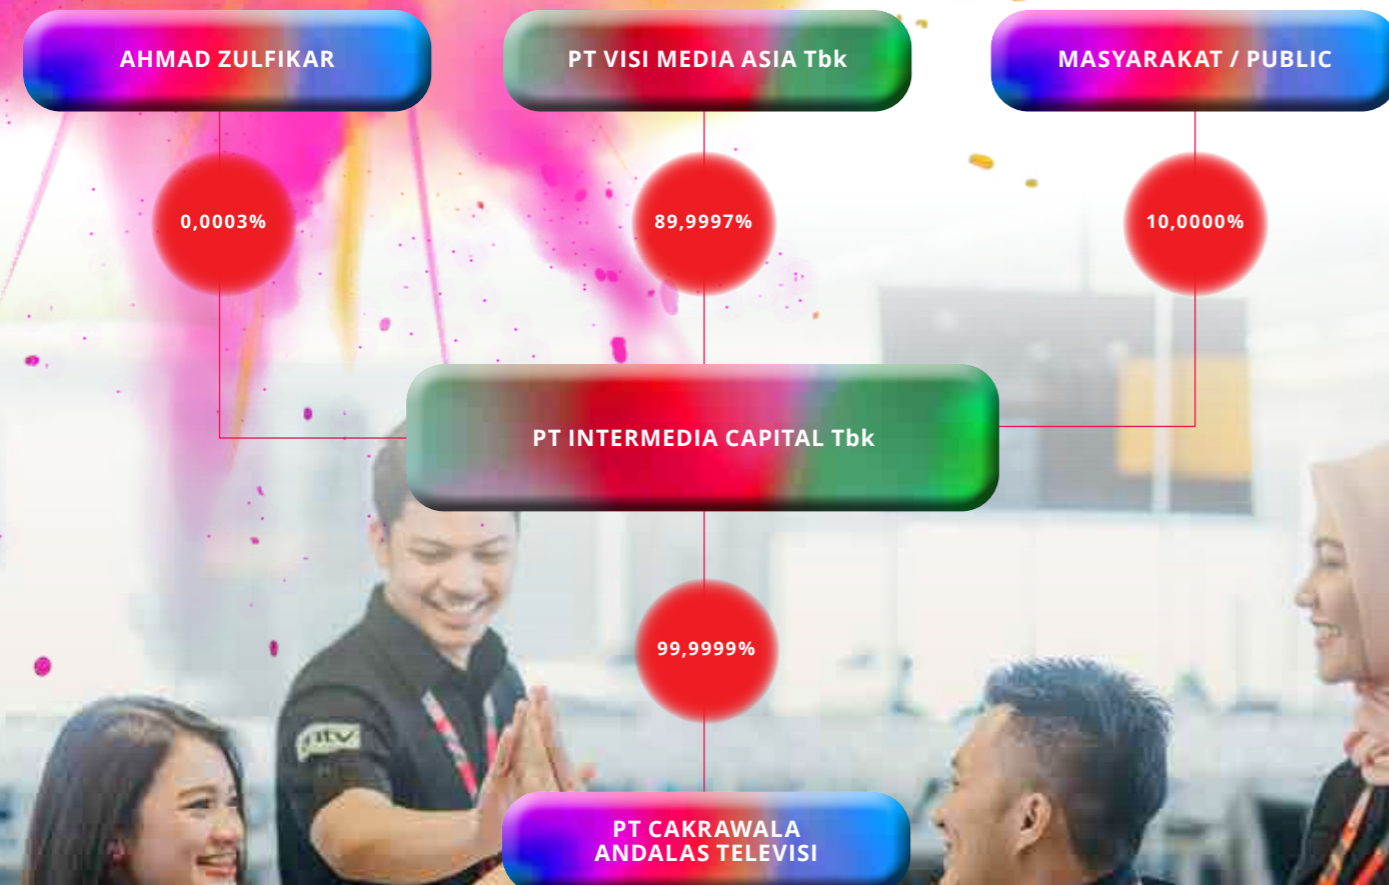 AHMAD ZULFIKAR
PT VISI MEDIA ASIA Tbk
MASYARAKAT / PUBLIC
0,0003%
89,9997%
10,0000%
PT INTERMEDIA CAPITAL Tbk
99,9999%
PT CAKRAWALA
ANDALAS TELEVISI